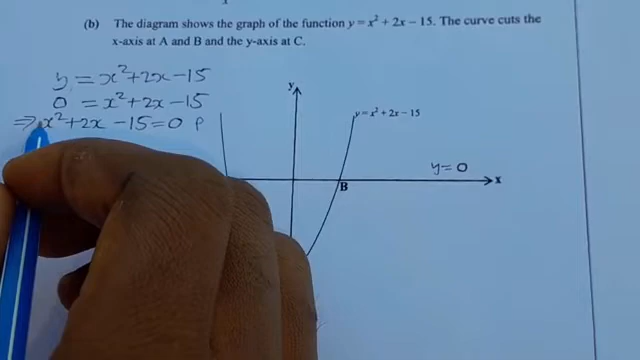 (b) The diagram shows the graph of the function y = x² + 2x − 15. The curve cuts the
x-axis at A and B and the y-axis at C.
y = x²+2x−15
0 = x²+2x−15
⇒ x²+2x−15=0 P
y
y = x² + 2x − 15
y=0
x
B